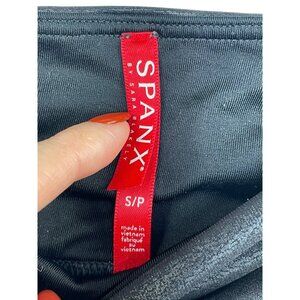 SPANX®
BY SARA BLAKELY
S/P
made in
vietnam
fabriqué
au
vietnam